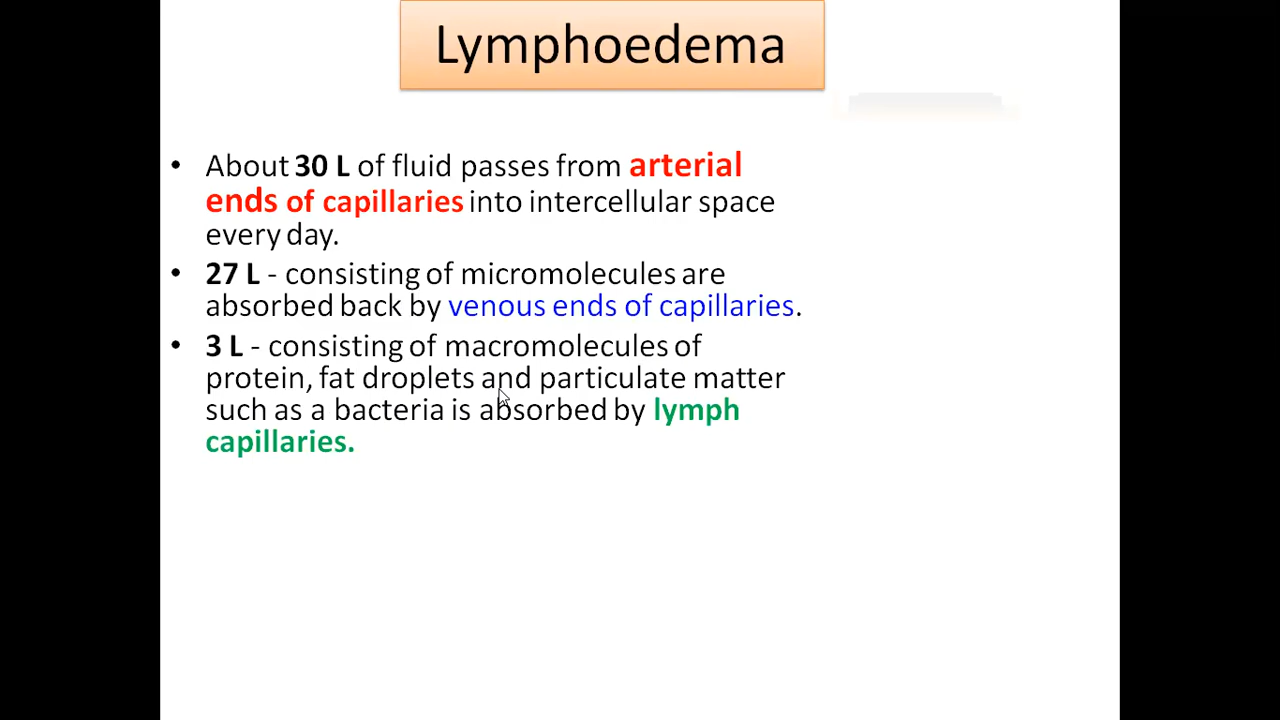 Lymphoedema
• About 30 L of fluid passes from arterial
ends of capillaries into intercellular space
every day.
• 27 L - consisting of micromolecules are
absorbed back by venous ends of capillaries.
• 3 L - consisting of macromolecules of
protein, fat droplets and particulate matter
such as a bacteria is absorbed by lymph
capillaries.